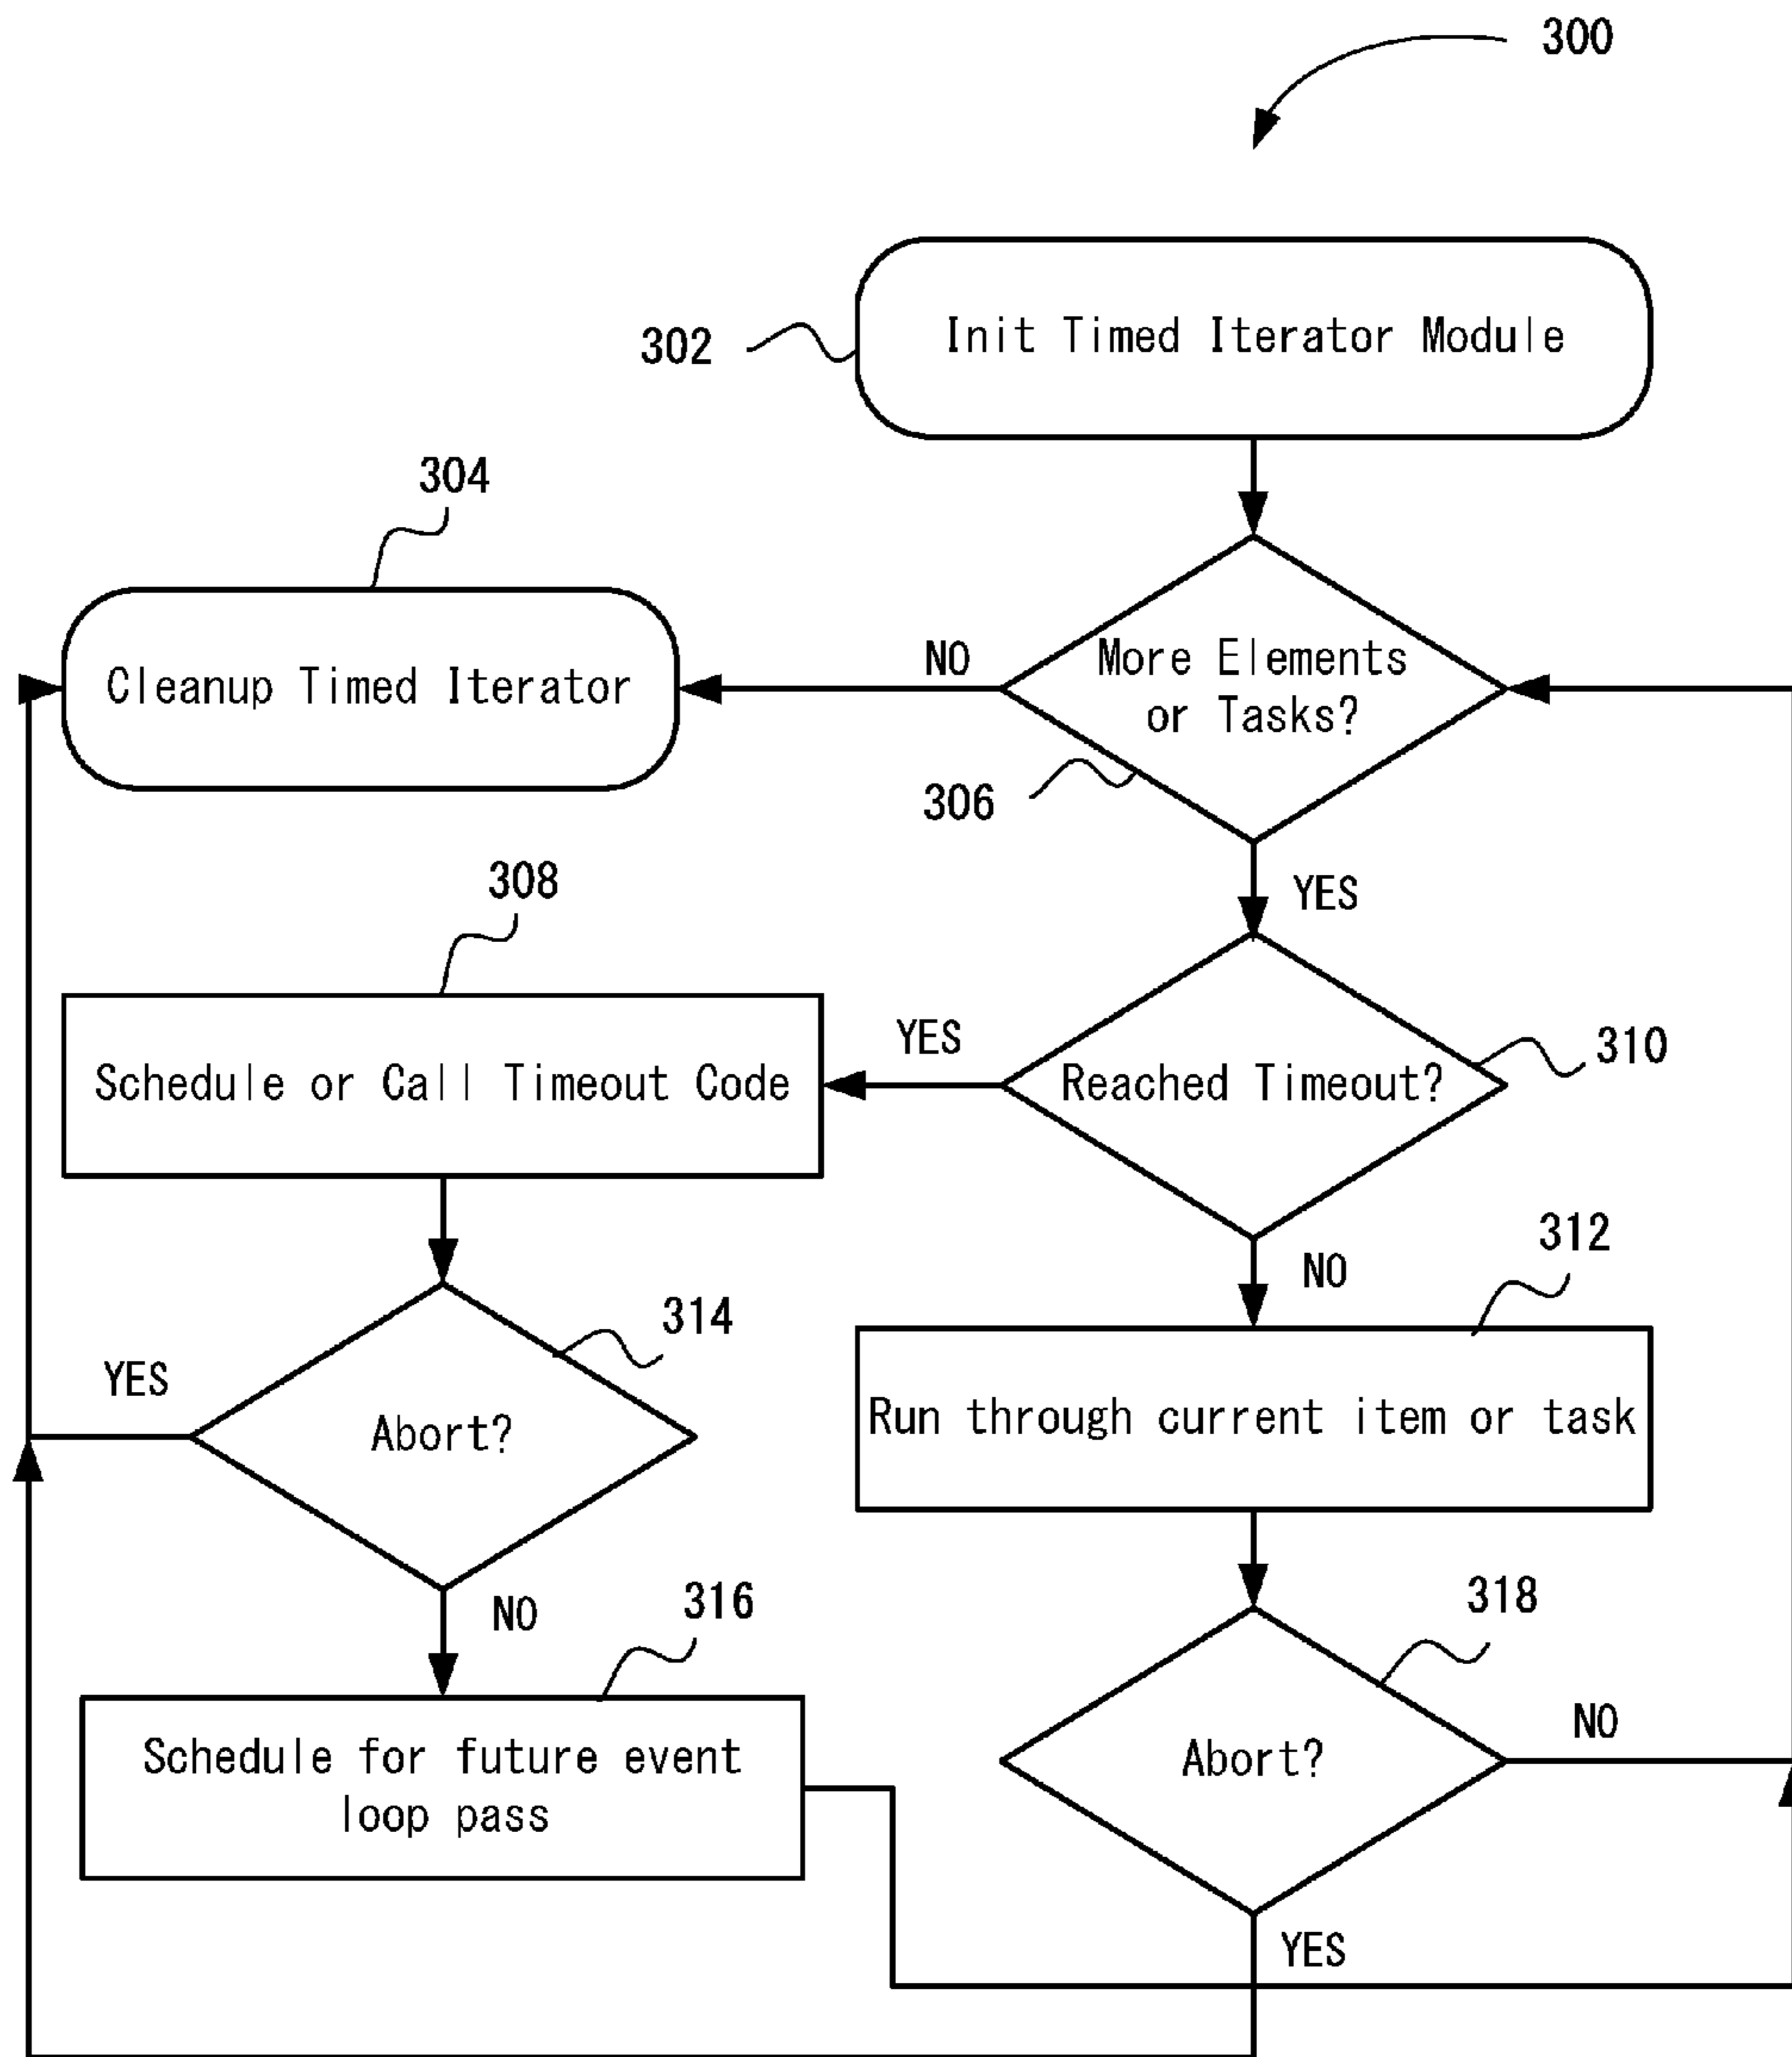 300
302
Init Timed Iterator Module
304
Cleanup Timed Iterator
NO
More Elements
or Tasks?
306
YES
308
Schedule or Call Timeout Code
YES
Reached Timeout?
310
NO
312
Run through current item or task
314
YES
Abort?
NO
316
Schedule for future event
loop pass
318
Abort?
NO
YES